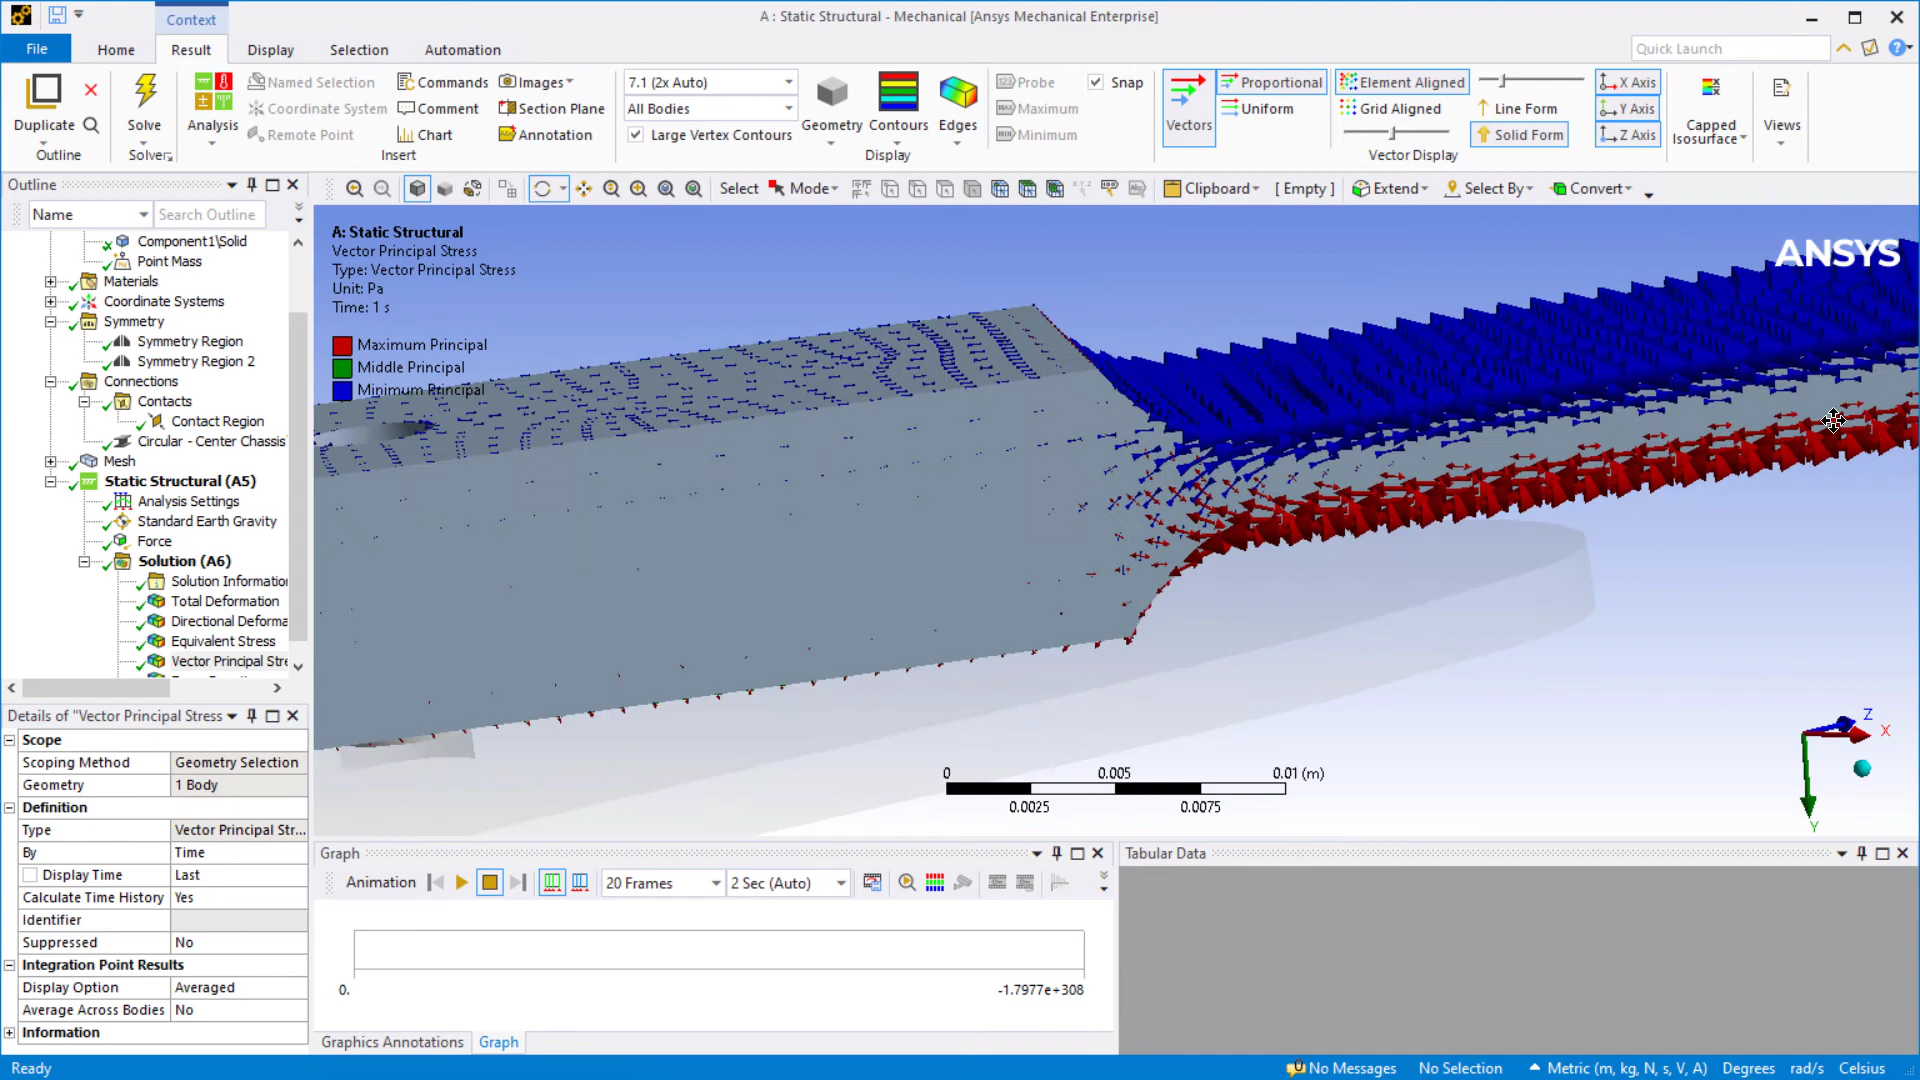 Context
A : Static Structural - Mechanical [Ansys Mechanical Enterprise]
File
Home
Result
Display
Selection
Automation
Quick Launch
Duplicate
Outline
Solve
Solver
Analysis
Named Selection
Coordinate System
Remote Point
Commands
Comment
Chart
Images
Section Plane
Annotation
Insert
7.1 (2x Auto)
All Bodies
Large Vertex Contours
Geometry
Contours
Edges
Display
Probe
Maximum
Minimum
Snap
Vectors
Proportional
Uniform
Element Aligned
Grid Aligned
Line Form
Solid Form
Vector Display
X Axis
Y Axis
Z Axis
Capped
Isosurface
Views
Outline
Select
Mode
Clipboard
[ Empty ]
Extend
Select By
Convert
Name
Search Outline
Component1\Solid
Point Mass
Materials
Coordinate Systems
Symmetry
Symmetry Region
Symmetry Region 2
Connections
Contacts
Contact Region
Circular - Center Chassis
Mesh
Static Structural (A5)
Analysis Settings
Standard Earth Gravity
Force
Solution (A6)
Solution Informatio
Total Deformation
Directional Deforma
Equivalent Stress
Vector Principal Stre
A: Static Structural
Vector Principal Stress
Type: Vector Principal Stress
Unit: Pa
Time: 1 s
Maximum Principal
Middle Principal
Minimum Principal
ANSYS
0
0.005
0.01 (m)
0.0025
0.0075
Z
X
Y
Details of "Vector Principal Stress
Scope
Scoping Method
Geometry Selection
Geometry
1 Body
Definition
Type
Vector Principal Str...
By
Time
Display Time
Last
Calculate Time History
Yes
Identifier
Suppressed
No
Integration Point Results
Display Option
Averaged
Average Across Bodies
No
Information
Graph
Animation
20 Frames
2 Sec (Auto)
0.
-1.7977e+308
Graphics Annotations
Graph
Tabular Data
Ready
No Messages
No Selection
Metric (m, kg, N, s, V, A)
Degrees
rad/s
Celsius